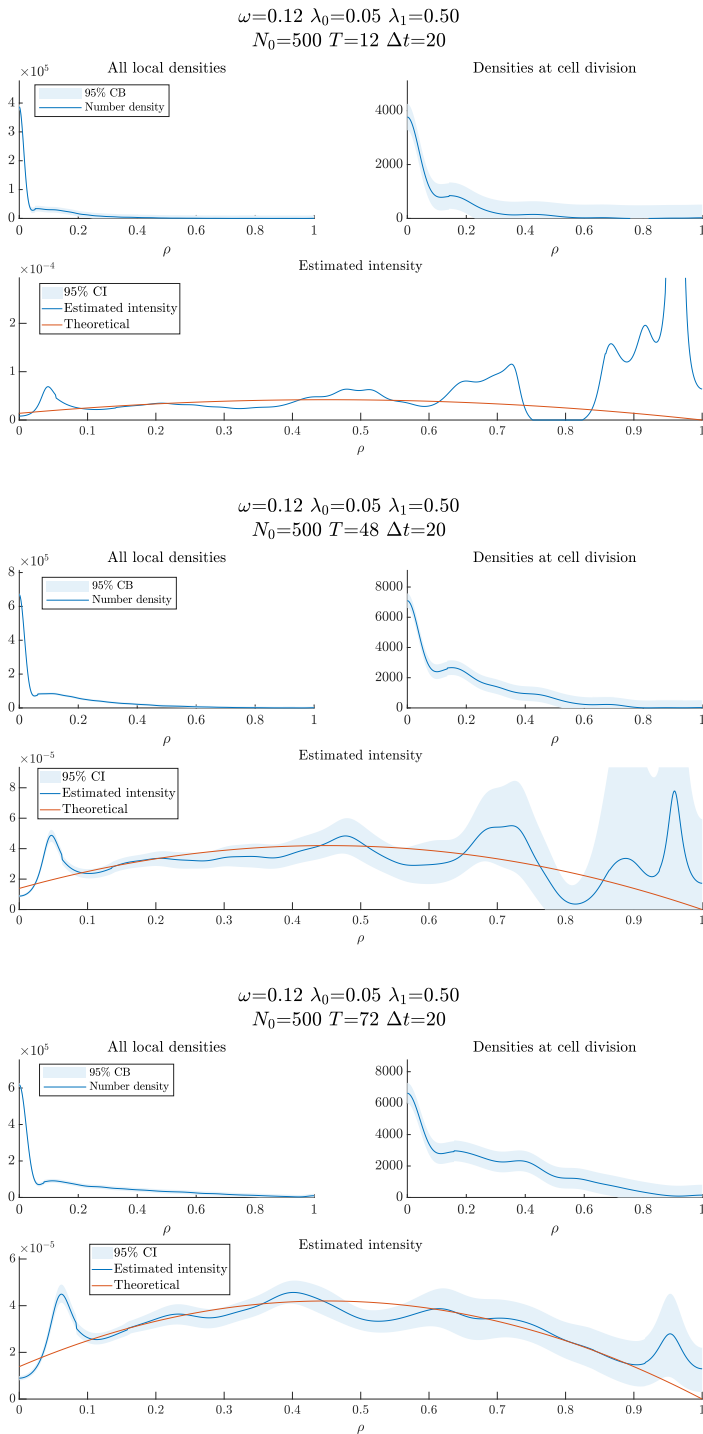 ω=0.12 λ₀=0.05 λ₁=0.50
N₀=500 T=12 Δt=20
All local densities
Densities at cell division
×10⁵
95% CB
Number density
4
3
2
1
0
0 0.2 0.4 0.6 0.8 1
ρ
4000
2000
0
0 0.2 0.4 0.6 0.8 1
ρ
Estimated intensity
×10⁻⁴
95% CI
Estimated intensity
Theoretical
2
1
0
0 0.1 0.2 0.3 0.4 0.5 0.6 0.7 0.8 0.9 1
ρ
ω=0.12 λ₀=0.05 λ₁=0.50
N₀=500 T=48 Δt=20
All local densities
Densities at cell division
×10⁵
95% CB
Number density
8
6
4
2
0
0 0.2 0.4 0.6 0.8 1
ρ
8000
6000
4000
2000
0
0 0.2 0.4 0.6 0.8 1
ρ
Estimated intensity
×10⁻⁵
95% CI
Estimated intensity
Theoretical
8
6
4
2
0
0 0.1 0.2 0.3 0.4 0.5 0.6 0.7 0.8 0.9 1
ρ
ω=0.12 λ₀=0.05 λ₁=0.50
N₀=500 T=72 Δt=20
All local densities
Densities at cell division
×10⁵
95% CB
Number density
6
4
2
0
0 0.2 0.4 0.6 0.8 1
ρ
8000
6000
4000
2000
0
0 0.2 0.4 0.6 0.8 1
ρ
Estimated intensity
×10⁻⁵
95% CI
Estimated intensity
Theoretical
6
4
2
0
0 0.1 0.2 0.3 0.4 0.5 0.6 0.7 0.8 0.9 1
ρ